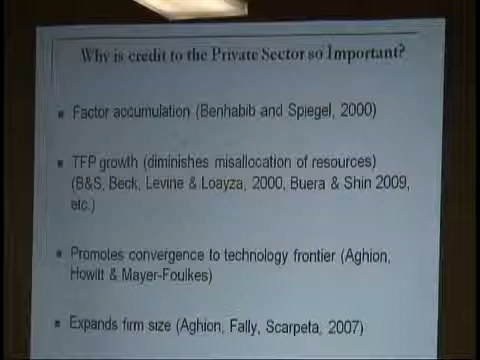 Why is credit to the Private Sector so Important?
Factor accumulation (Benhabib and Spiegel, 2000)
TFP growth (diminishes misallocation of resources)
(B&S, Beck, Levine & Loayza, 2000, Buera & Shin 2009,
etc.)
Promotes convergence to technology frontier (Aghion,
Howitt & Mayer-Foulkes)
Expands firm size (Aghion, Fally, Scarpeta, 2007)